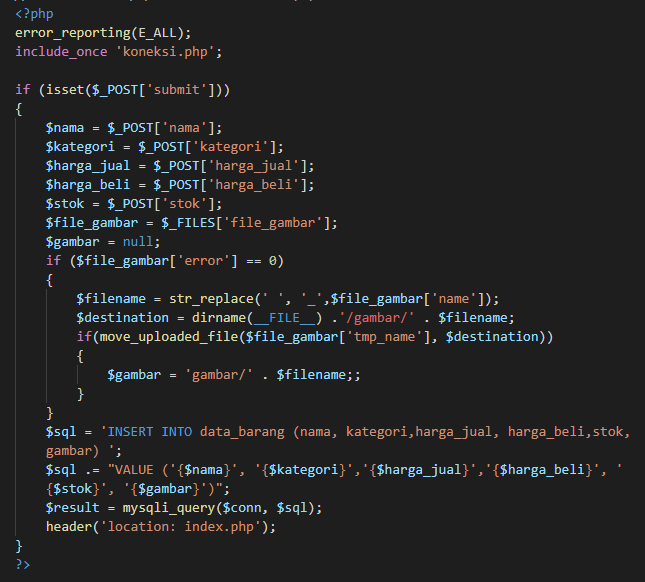 <?php
error_reporting(E_ALL);
include_once 'koneksi.php';
if (isset($_POST['submit']))
{
$nama = $_POST['nama'];
$kategori = $_POST['kategori'];
$harga_jual = $_POST['harga_jual'];
$harga_beli = $_POST['harga_beli'];
$stok = $_POST['stok'];
$file_gambar = $_FILES['file_gambar'];
$gambar = null;
if ($file_gambar['error'] == 0)
{
$filename = str_replace(' ', '_',$file_gambar['name']);
$destination = dirname(__FILE__) .'/gambar/' . $filename;
if(move_uploaded_file($file_gambar['tmp_name'], $destination))
{
$gambar = 'gambar/' . $filename;;
}
}
$sql = 'INSERT INTO data_barang (nama, kategori,harga_jual, harga_beli,stok,
gambar) ';
$sql .= "VALUE ('{$nama}', '{$kategori}','{$harga_jual}','{$harga_beli}', '
{$stok}', '{$gambar}')";
$result = mysqli_query($conn, $sql);
header('location: index.php');
}
?>